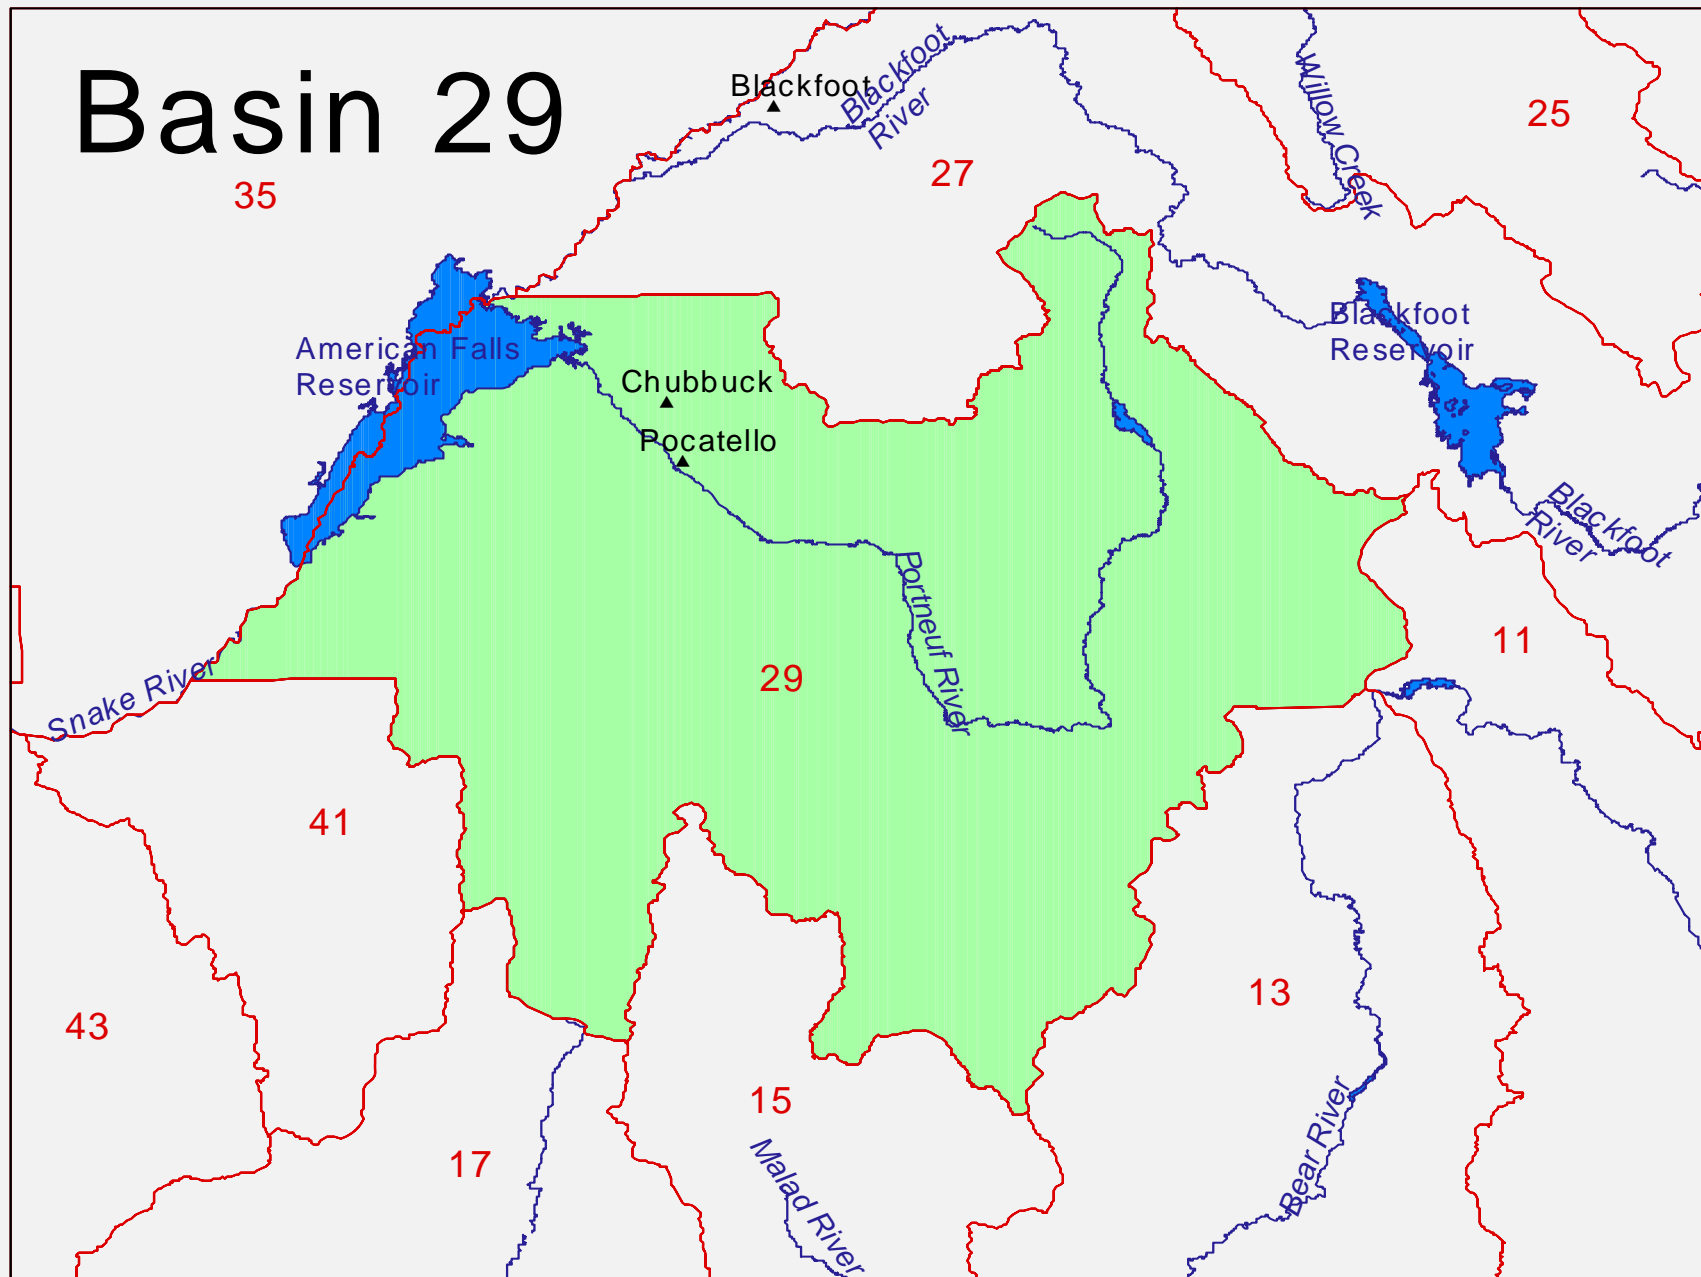 Basin 29
Blackfoot
Blackfoot
River
Willow Creek
25
27
35
American Falls
Reservoir
Blackfoot
Reservoir
Chubbuck
Pocatello
Blackfoot
River
Portneuf River
11
29
Snake River
41
13
43
15
17
Malad River
Bear River